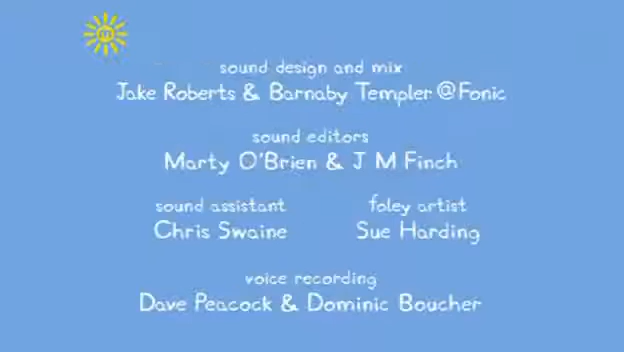 m
sound design and mix
Jake Roberts & Barnaby Templer @Fonic
sound editors
Marty O'Brien & J M Finch
sound assistant
Chris Swaine
foley artist
Sue Harding
voice recording
Dave Peacock & Dominic Boucher